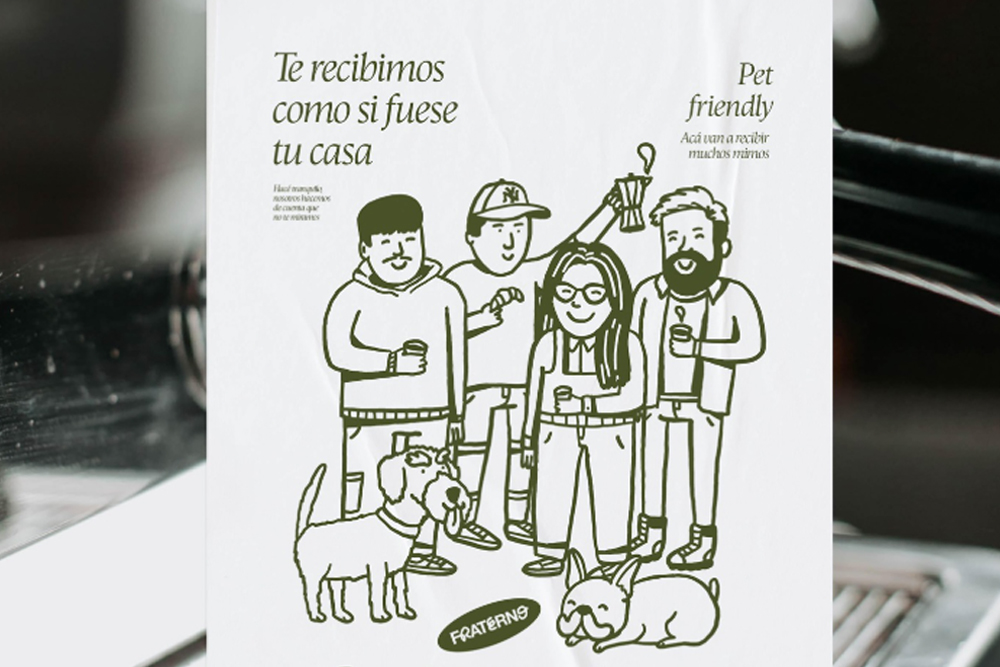 Te recibimos
como si fuese
tu casa
Hacé tranquilo,
nosotros hacemos
de cuenta que
no te miramos
Pet
friendly
Acá van a recibir
muchos mimos
NY
FRATERNO